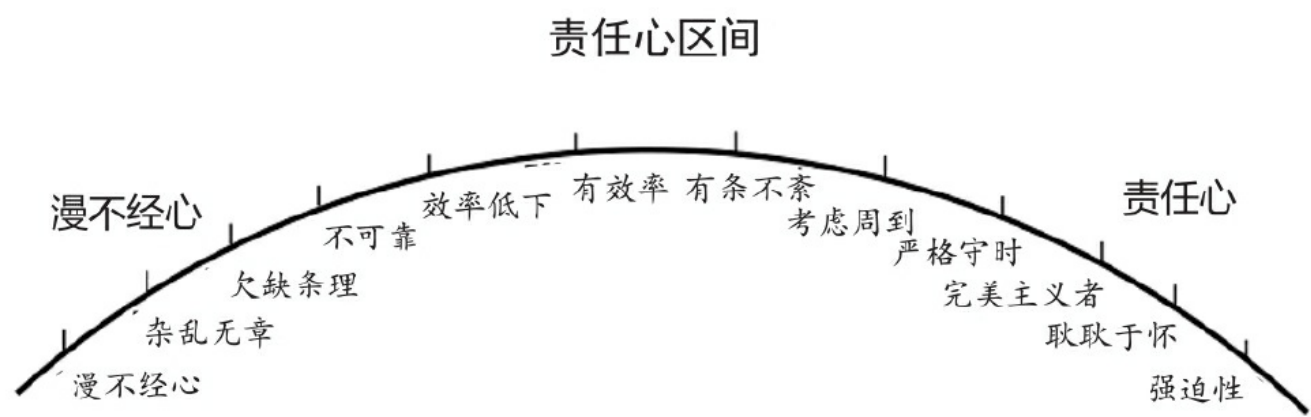 责任心区间
漫不经心
责任心
漫不经心
杂乱无章
欠缺条理
不可靠
效率低下
有效率
有条不紊
考虑周到
严格守时
完美主义者
耿耿于怀
强迫性